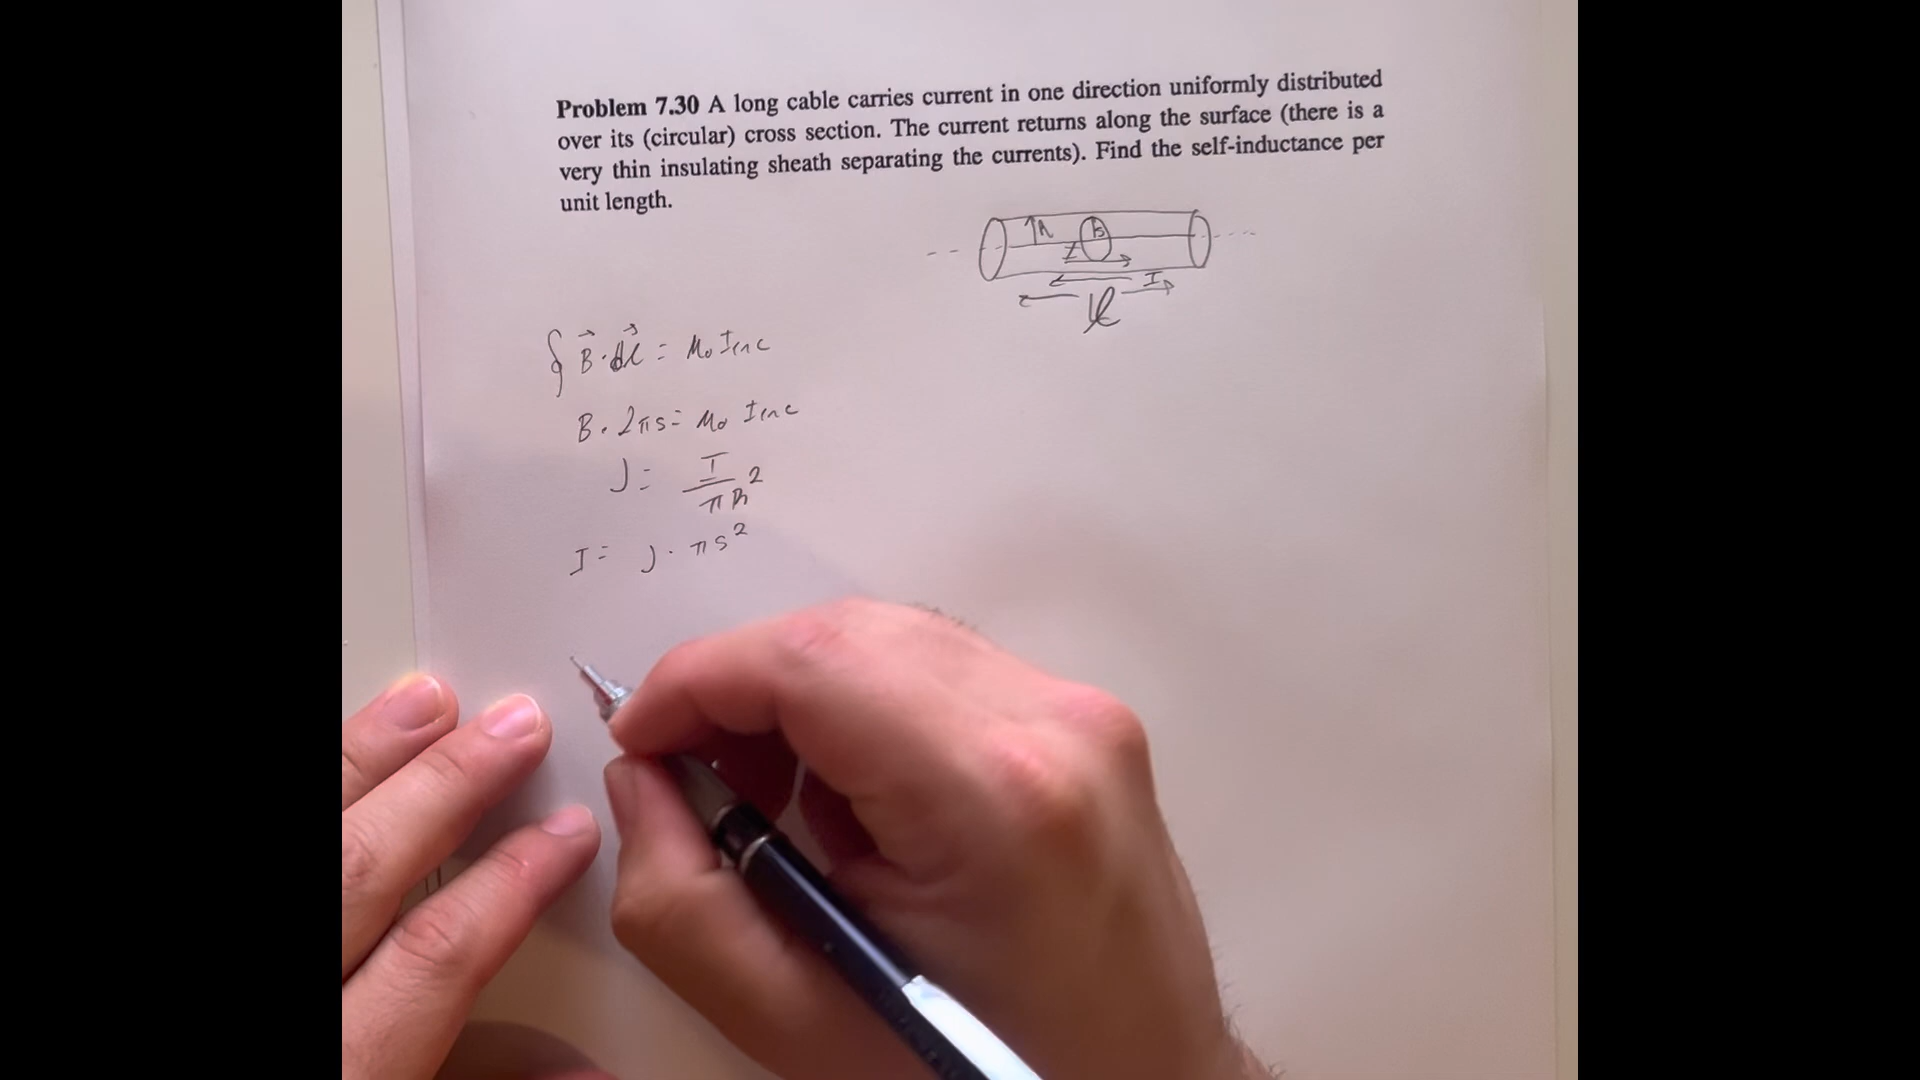 Problem 7.30 A long cable carries current in one direction uniformly distributed
over its (circular) cross section. The current returns along the surface (there is a
very thin insulating sheath separating the currents). Find the self-inductance per
unit length.
R s
I
I
l
∮ B⃗ · dl⃗ = μ₀ Ienc
B · 2πs = μ₀ Ienc
J = I / πR²
I = J · πs²